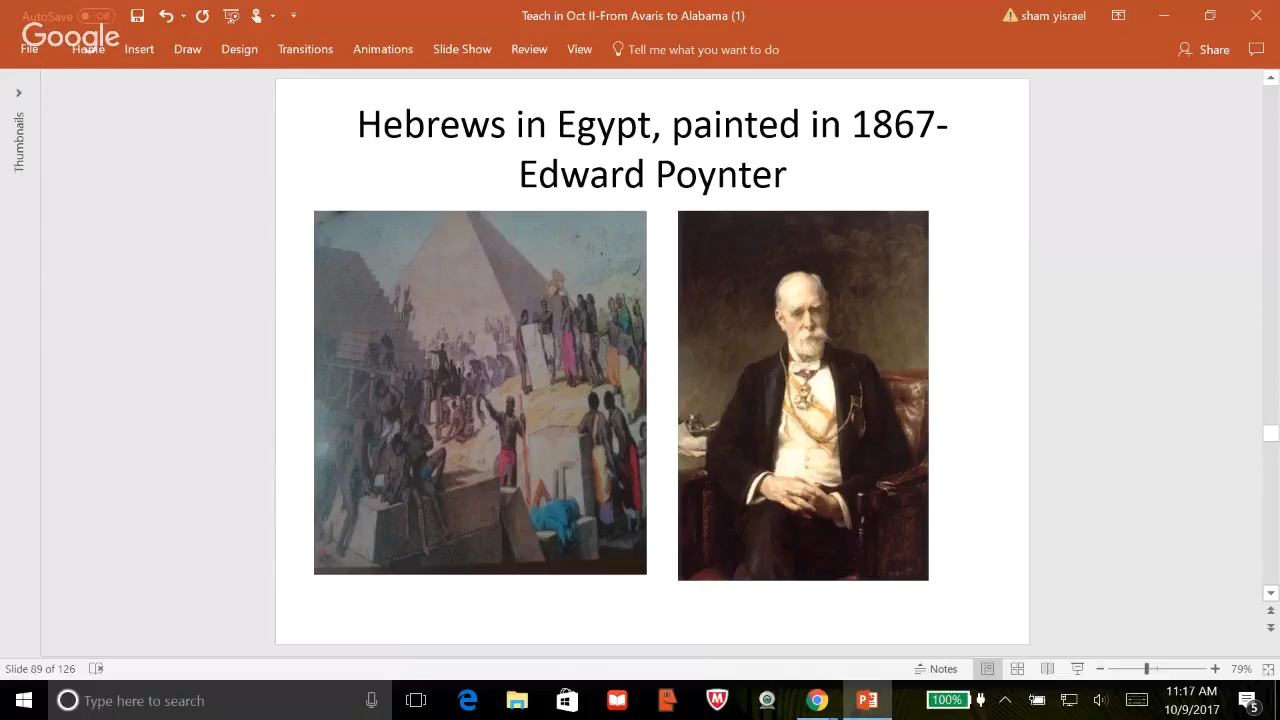 AutoSave Off
Teach in Oct II-From Avaris to Alabama (1)
sham yisrael
Google
File Home Insert Draw Design Transitions Animations Slide Show Review View Tell me what you want to do
Share
Thumbnails
Hebrews in Egypt, painted in 1867-
Edward Poynter
Slide 89 of 126
Notes
79%
Type here to search
100%
11:17 AM
10/9/2017
5